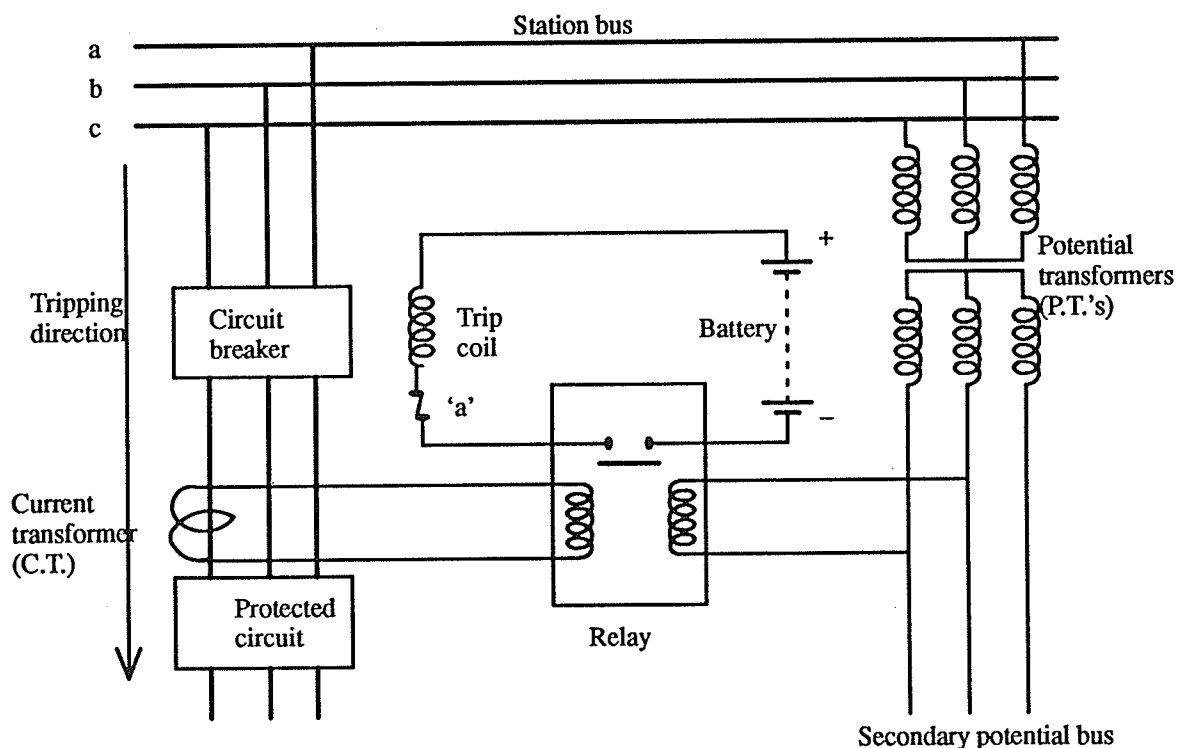 Station bus
a
b
c
+
Potential
transformers
(P.T.'s)
Tripping
direction
Circuit
breaker
Trip
coil
Battery
'a'
−
Current
transformer
(C.T.)
Protected
circuit
Relay
Secondary potential bus